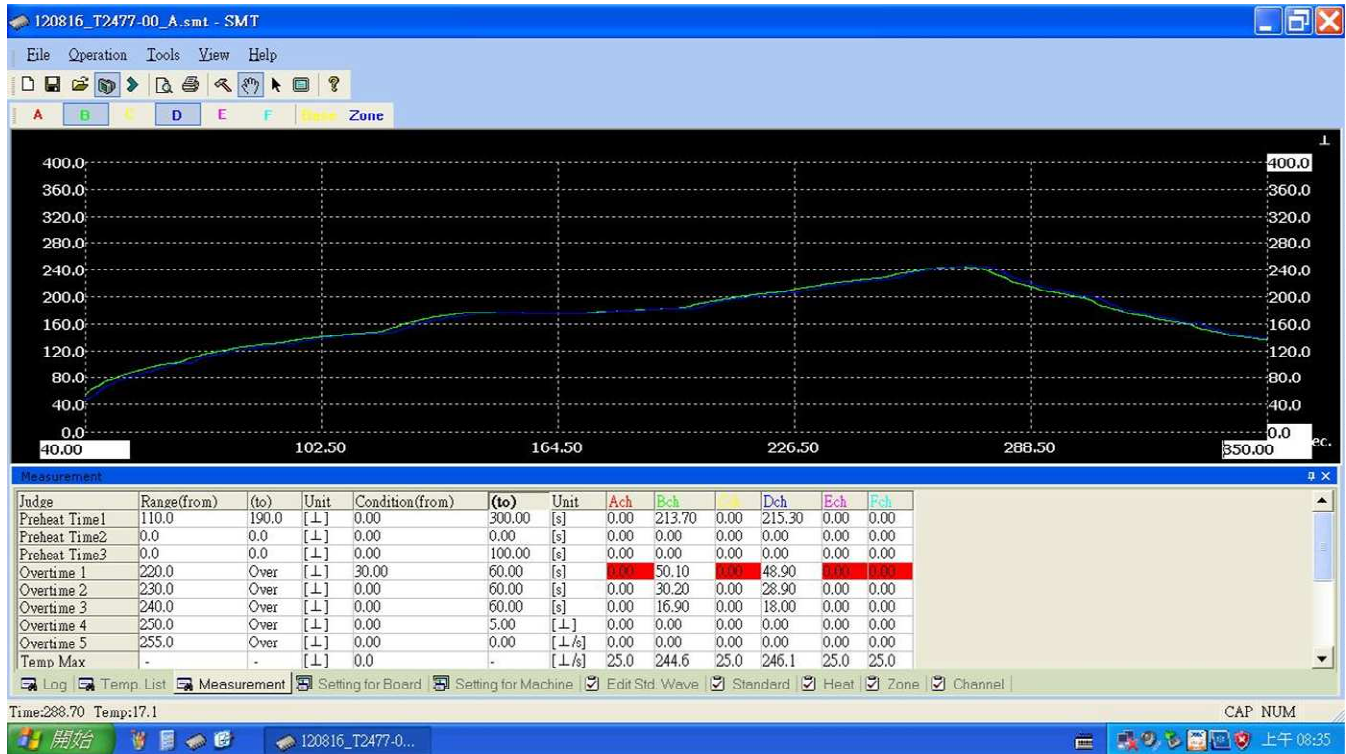 120816_T2477-00_A.smt - SMT
File Operation Tools View Help
A B C D E F Base Zone
400.0 400.0
360.0 360.0
320.0 320.0
280.0 280.0
240.0 240.0
200.0 200.0
160.0 160.0
120.0 120.0
80.0 80.0
40.0 40.0
0.0 0.0
40.00 102.50 164.50 226.50 288.50 350.00 ec.
Measurement
Judge Range(from) (to) Unit Condition(from) (to) Unit Ach Bch Cch Dch Ech Fch
Preheat Time1 110.0 190.0 [⊥] 0.00 300.00 [s] 0.00 213.70 0.00 215.30 0.00 0.00
Preheat Time2 0.0 0.0 [⊥] 0.00 0.00 [s] 0.00 0.00 0.00 0.00 0.00 0.00
Preheat Time3 0.0 0.0 [⊥] 0.00 100.00 [s] 0.00 0.00 0.00 0.00 0.00 0.00
Overtime 1 220.0 Over [⊥] 30.00 60.00 [s] 0.00 50.10 0.00 48.90 0.00 0.00
Overtime 2 230.0 Over [⊥] 0.00 60.00 [s] 0.00 30.20 0.00 28.90 0.00 0.00
Overtime 3 240.0 Over [⊥] 0.00 60.00 [s] 0.00 16.90 0.00 18.00 0.00 0.00
Overtime 4 250.0 Over [⊥] 0.00 5.00 [⊥] 0.00 0.00 0.00 0.00 0.00 0.00
Overtime 5 255.0 Over [⊥] 0.00 0.00 [⊥/s] 0.00 0.00 0.00 0.00 0.00 0.00
Temp Max - - [⊥] 0.0 - [⊥/s] 25.0 244.6 25.0 246.1 25.0 25.0
Log Temp. List Measurement Setting for Board Setting for Machine Edit Std. Wave Standard Heat Zone Channel
Time:288.70 Temp:17.1 CAP NUM
開始 120816_T2477-0... 上午 08:35